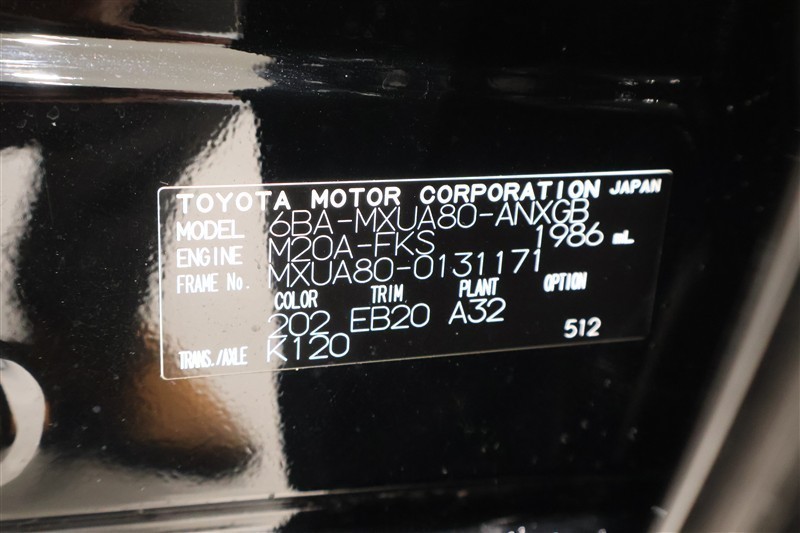 TOYOTA MOTOR CORPORATION JAPAN
MODEL 6BA-MXUA80-ANXGB
ENGINE M20A-FKS 1986 mL
FRAME No. MXUA80-0131171
COLOR TRIM PLANT OPTION
202 EB20 A32
TRANS./AXLE K120 512